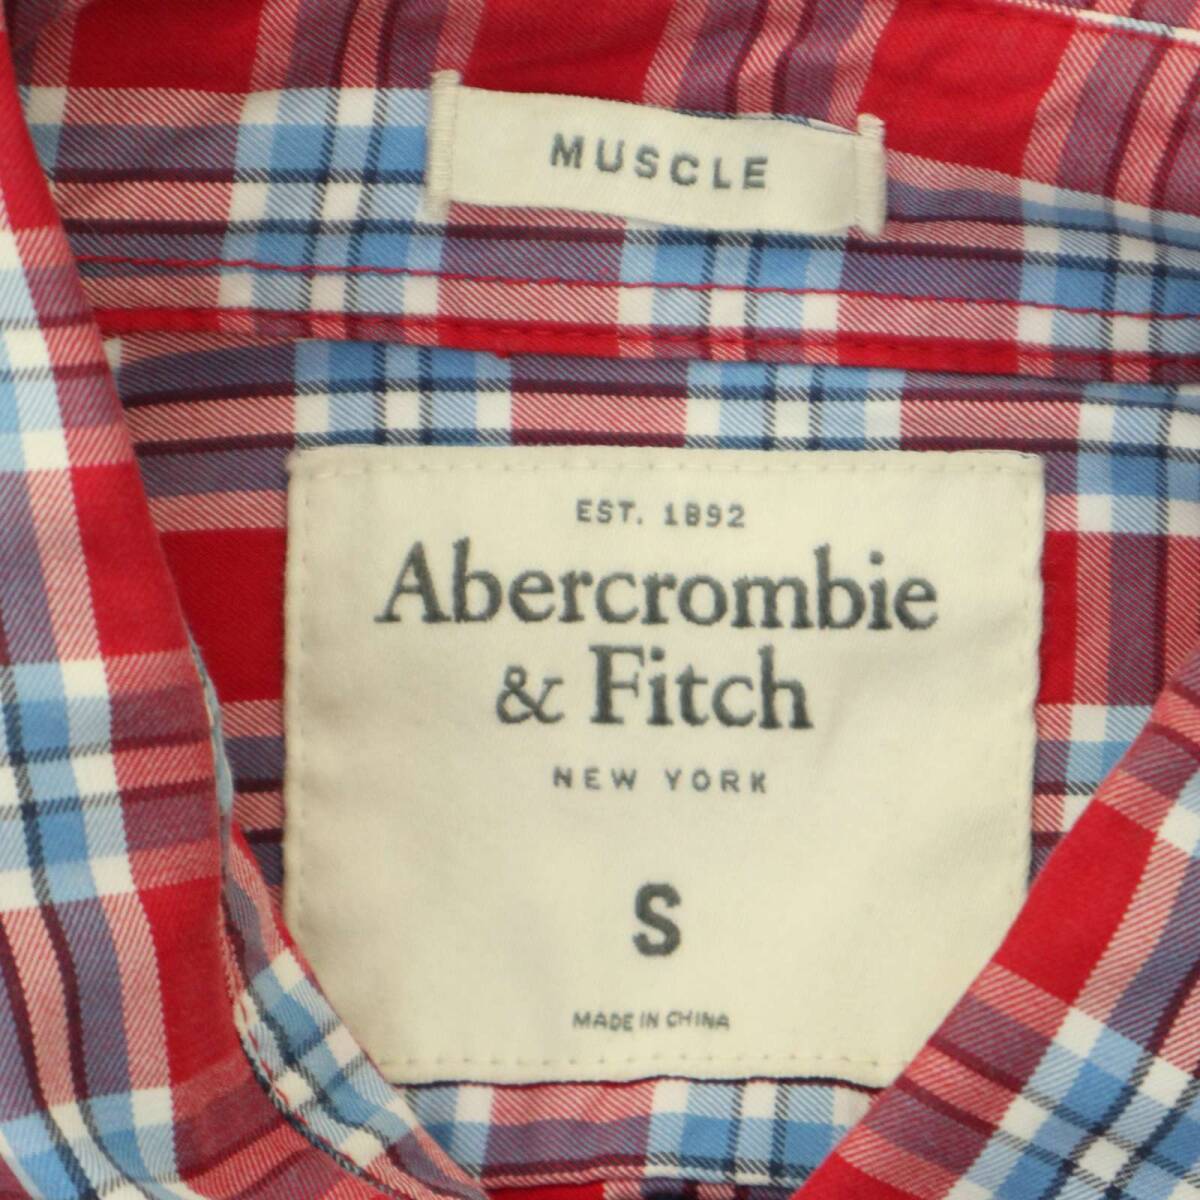 MUSCLE
EST. 1892
Abercrombie
& Fitch
NEW YORK
S
MADE IN CHINA